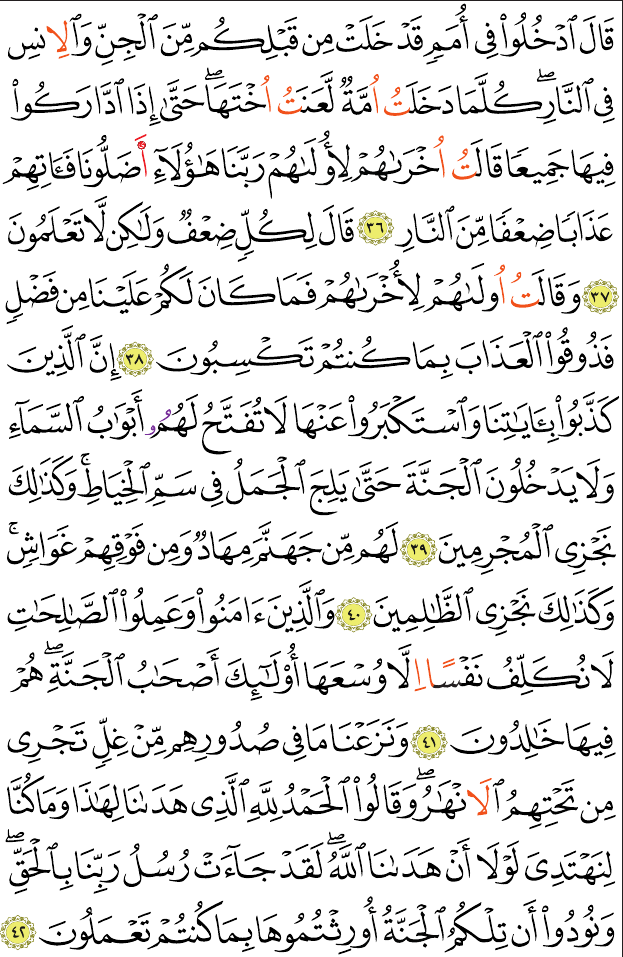 قَالَ ٱدْخُلُوا۟ فِىٓ أُمَمٍ قَدْ خَلَتْ مِن قَبْلِكُم مِّنَ ٱلْجِنِّ وَٱلِانسِ
فِى ٱلنَّارِۖ كُلَّمَا دَخَلَتُ اُمَّةٌ لَّعَنَتُ اُخْتَهَاۖ حَتَّىٰٓ إِذَا ٱدَّارَكُوا۟
فِيهَا جَمِيعًا قَالَتُ اُخْرَىٰهُمْ لِأُولَىٰهُمْ رَبَّنَا هَٰٓؤُلَآءِ أَضَلُّونَا فَـَٔاتِهِمْ
عَذَابًا ضِعْفًا مِّنَ ٱلنَّارِ ٣٦ قَالَ لِكُلٍّ ضِعْفٌ وَلَٰكِن لَّا تَعْلَمُونَ
٣٧ وَقَالَتُ اُولَىٰهُمْ لِأُخْرَىٰهُمْ فَمَا كَانَ لَكُمْ عَلَيْنَا مِن فَضْلٍ
فَذُوقُوا۟ ٱلْعَذَابَ بِمَا كُنتُمْ تَكْسِبُونَ ٣٨ إِنَّ ٱلَّذِينَ
كَذَّبُوا۟ بِـَٔايَٰتِنَا وَٱسْتَكْبَرُوا۟ عَنْهَا لَا تُفَتَّحُ لَهُمُۥٓ أَبْوَٰبُ ٱلسَّمَآءِ
وَلَا يَدْخُلُونَ ٱلْجَنَّةَ حَتَّىٰ يَلِجَ ٱلْجَمَلُ فِى سَمِّ ٱلْخِيَاطِۚ وَكَذَٰلِكَ
نَجْزِى ٱلْمُجْرِمِينَ ٣٩ لَهُم مِّن جَهَنَّمَ مِهَادٌ وَمِن فَوْقِهِمْ غَوَاشٍۚ
وَكَذَٰلِكَ نَجْزِى ٱلظَّٰلِمِينَ ٤٠ وَٱلَّذِينَ ءَامَنُوا۟ وَعَمِلُوا۟ ٱلصَّٰلِحَٰتِ
لَا نُكَلِّفُ نَفْسًا اِلَّا وُسْعَهَآ أُو۟لَٰٓئِكَ أَصْحَٰبُ ٱلْجَنَّةِۖ هُمْ
فِيهَا خَٰلِدُونَ ٤١ وَنَزَعْنَا مَا فِى صُدُورِهِم مِّنْ غِلٍّ تَجْرِى
مِن تَحْتِهِمُ ٱلَانْهَٰرُۖ وَقَالُوا۟ ٱلْحَمْدُ لِلَّهِ ٱلَّذِى هَدَىٰنَا لِهَٰذَا وَمَا كُنَّا
لِنَهْتَدِىَ لَوْلَآ أَنْ هَدَىٰنَا ٱللَّهُۖ لَقَدْ جَآءَتْ رُسُلُ رَبِّنَا بِٱلْحَقِّۖ
وَنُودُوٓا۟ أَن تِلْكُمُ ٱلْجَنَّةُ أُورِثْتُمُوهَا بِمَا كُنتُمْ تَعْمَلُونَ ٤٢